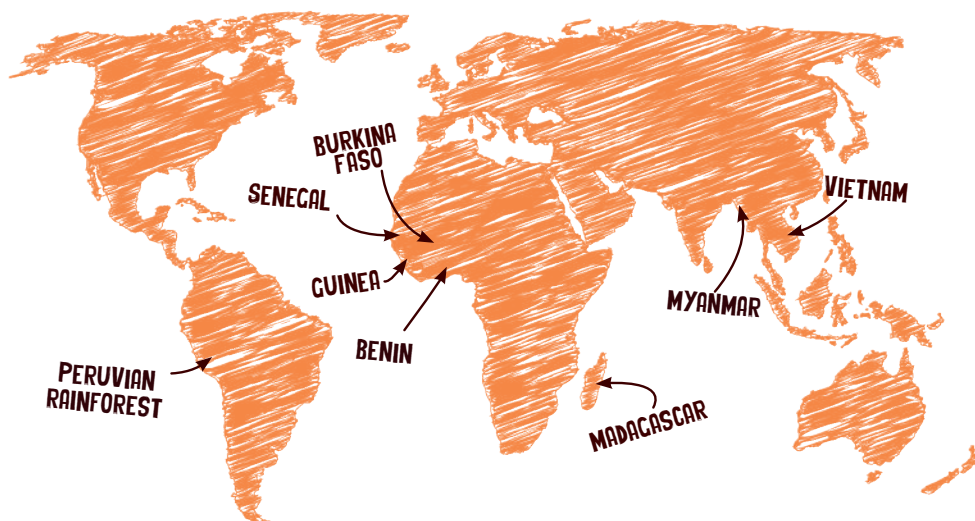 BURKINA
FASO
SENEGAL
VIETNAM
GUINEA
MYANMAR
BENIN
PERUVIAN
RAINFOREST
MADAGASCAR